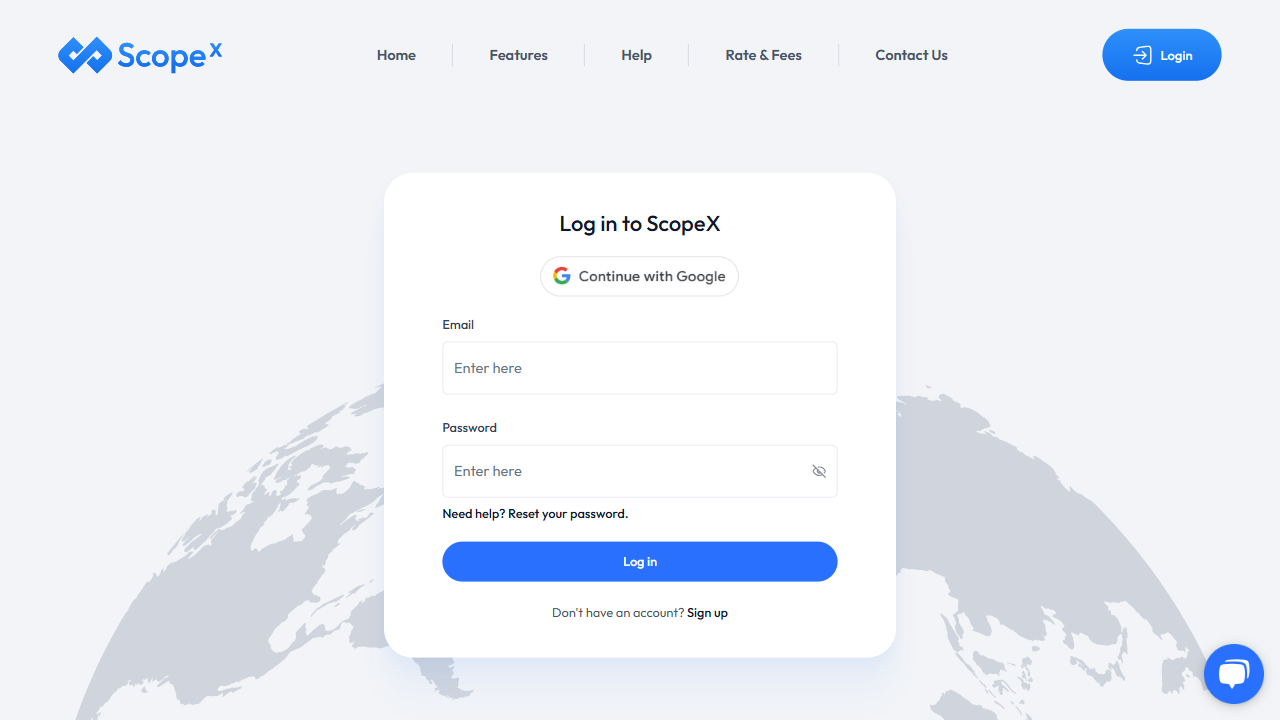 Scope X
Home
Features
Help
Rate & Fees
Contact Us
Login
Log in to ScopeX
Continue with Google
Email
Enter here
Password
Enter here
Need help? Reset your password.
Log in
Don't have an account? Sign up